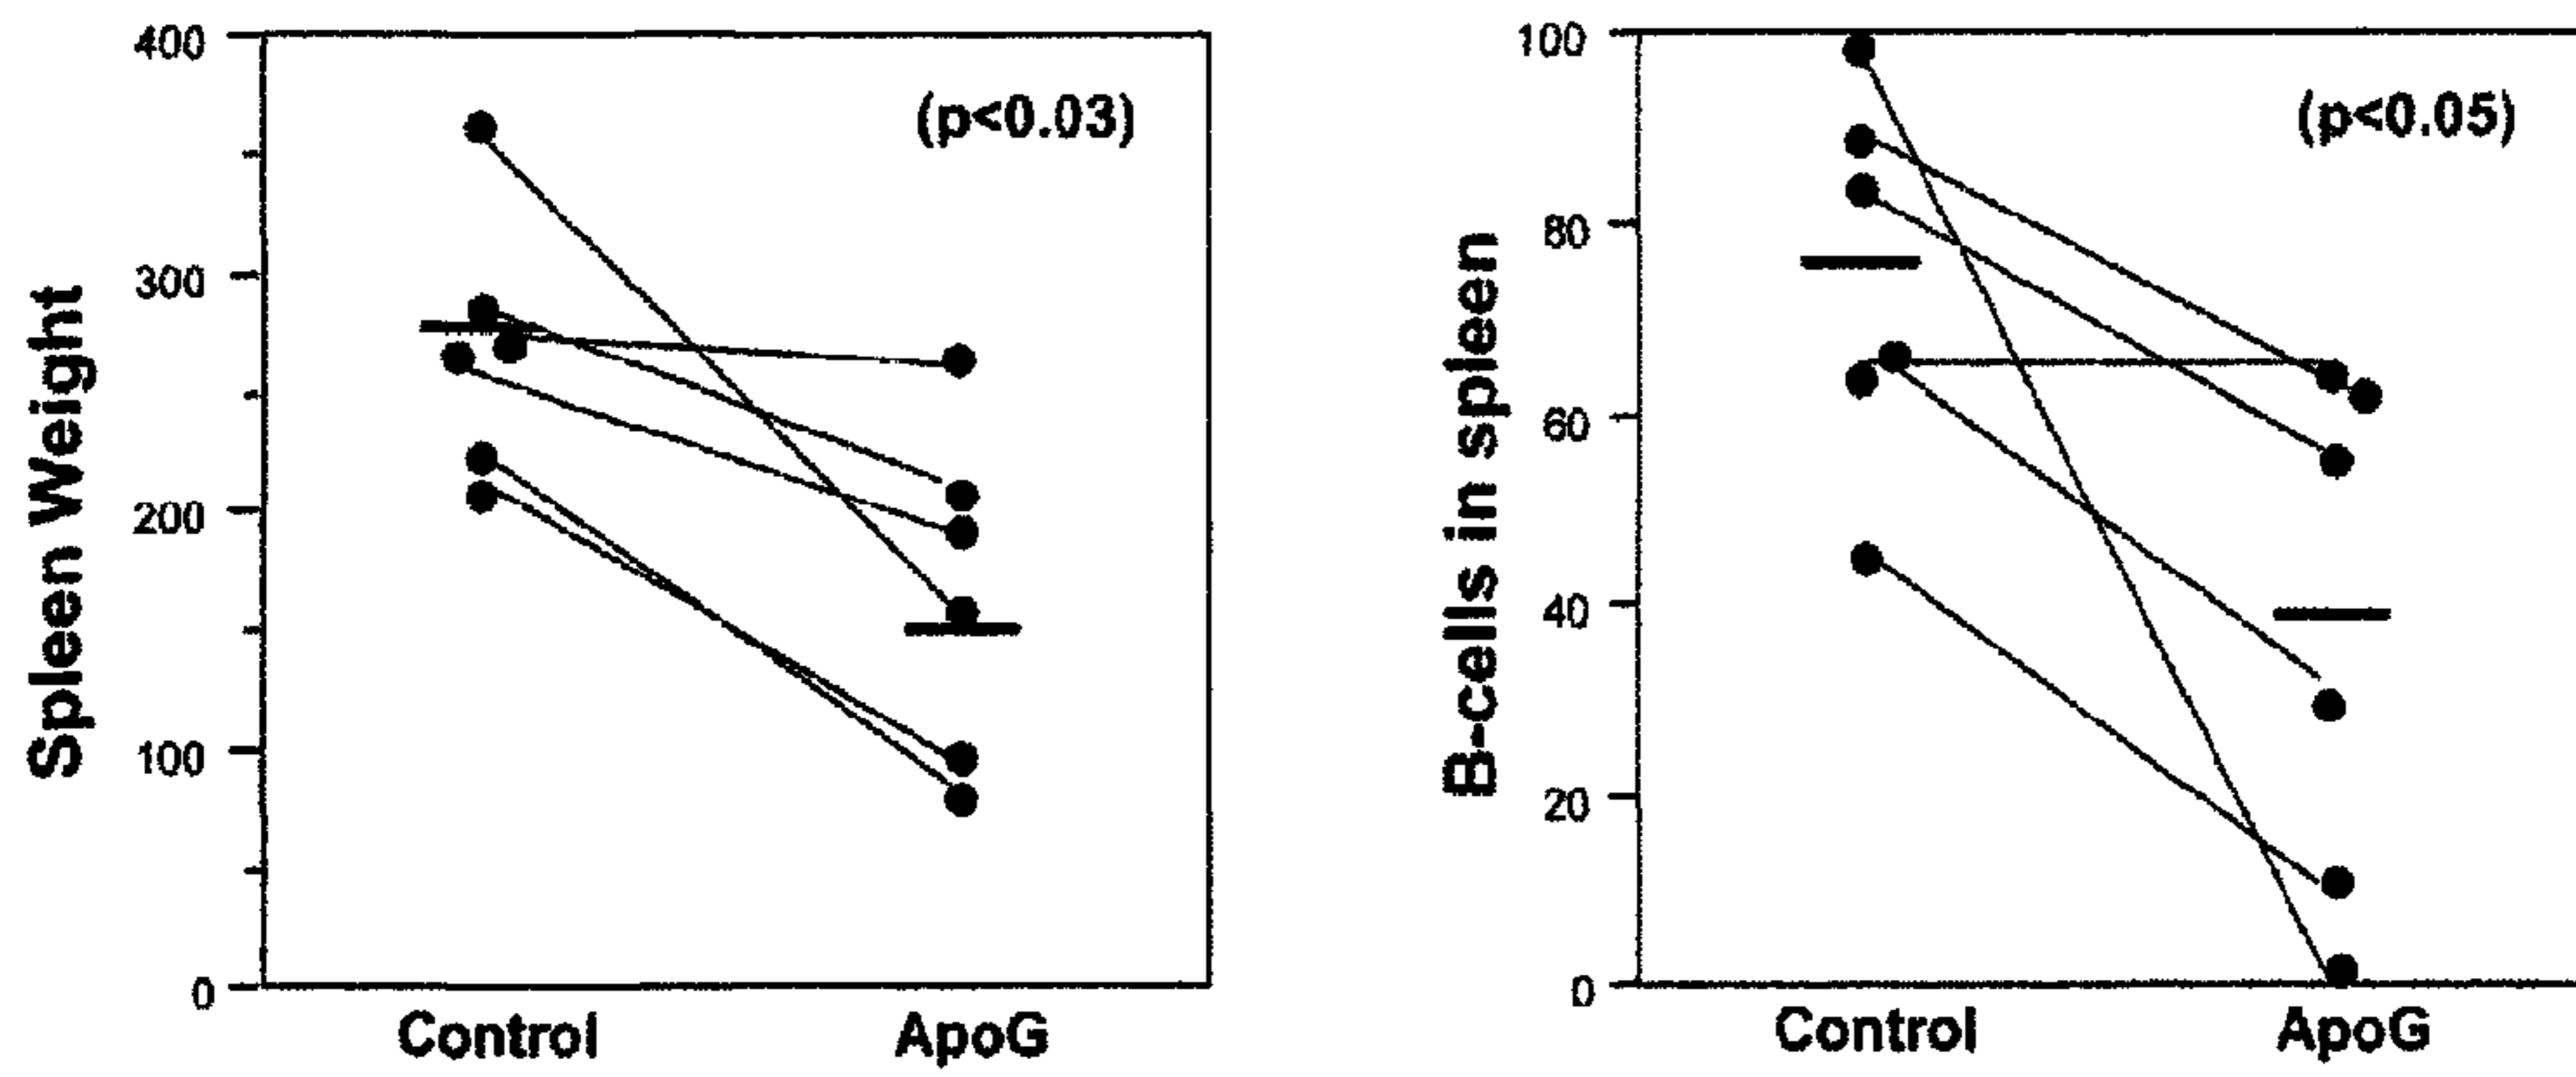 Spleen Weight
400
300
200
100
0
(p<0.03)
Control ApoG
B-cells in spleen
100
80
60
40
20
0
(p<0.05)
Control ApoG